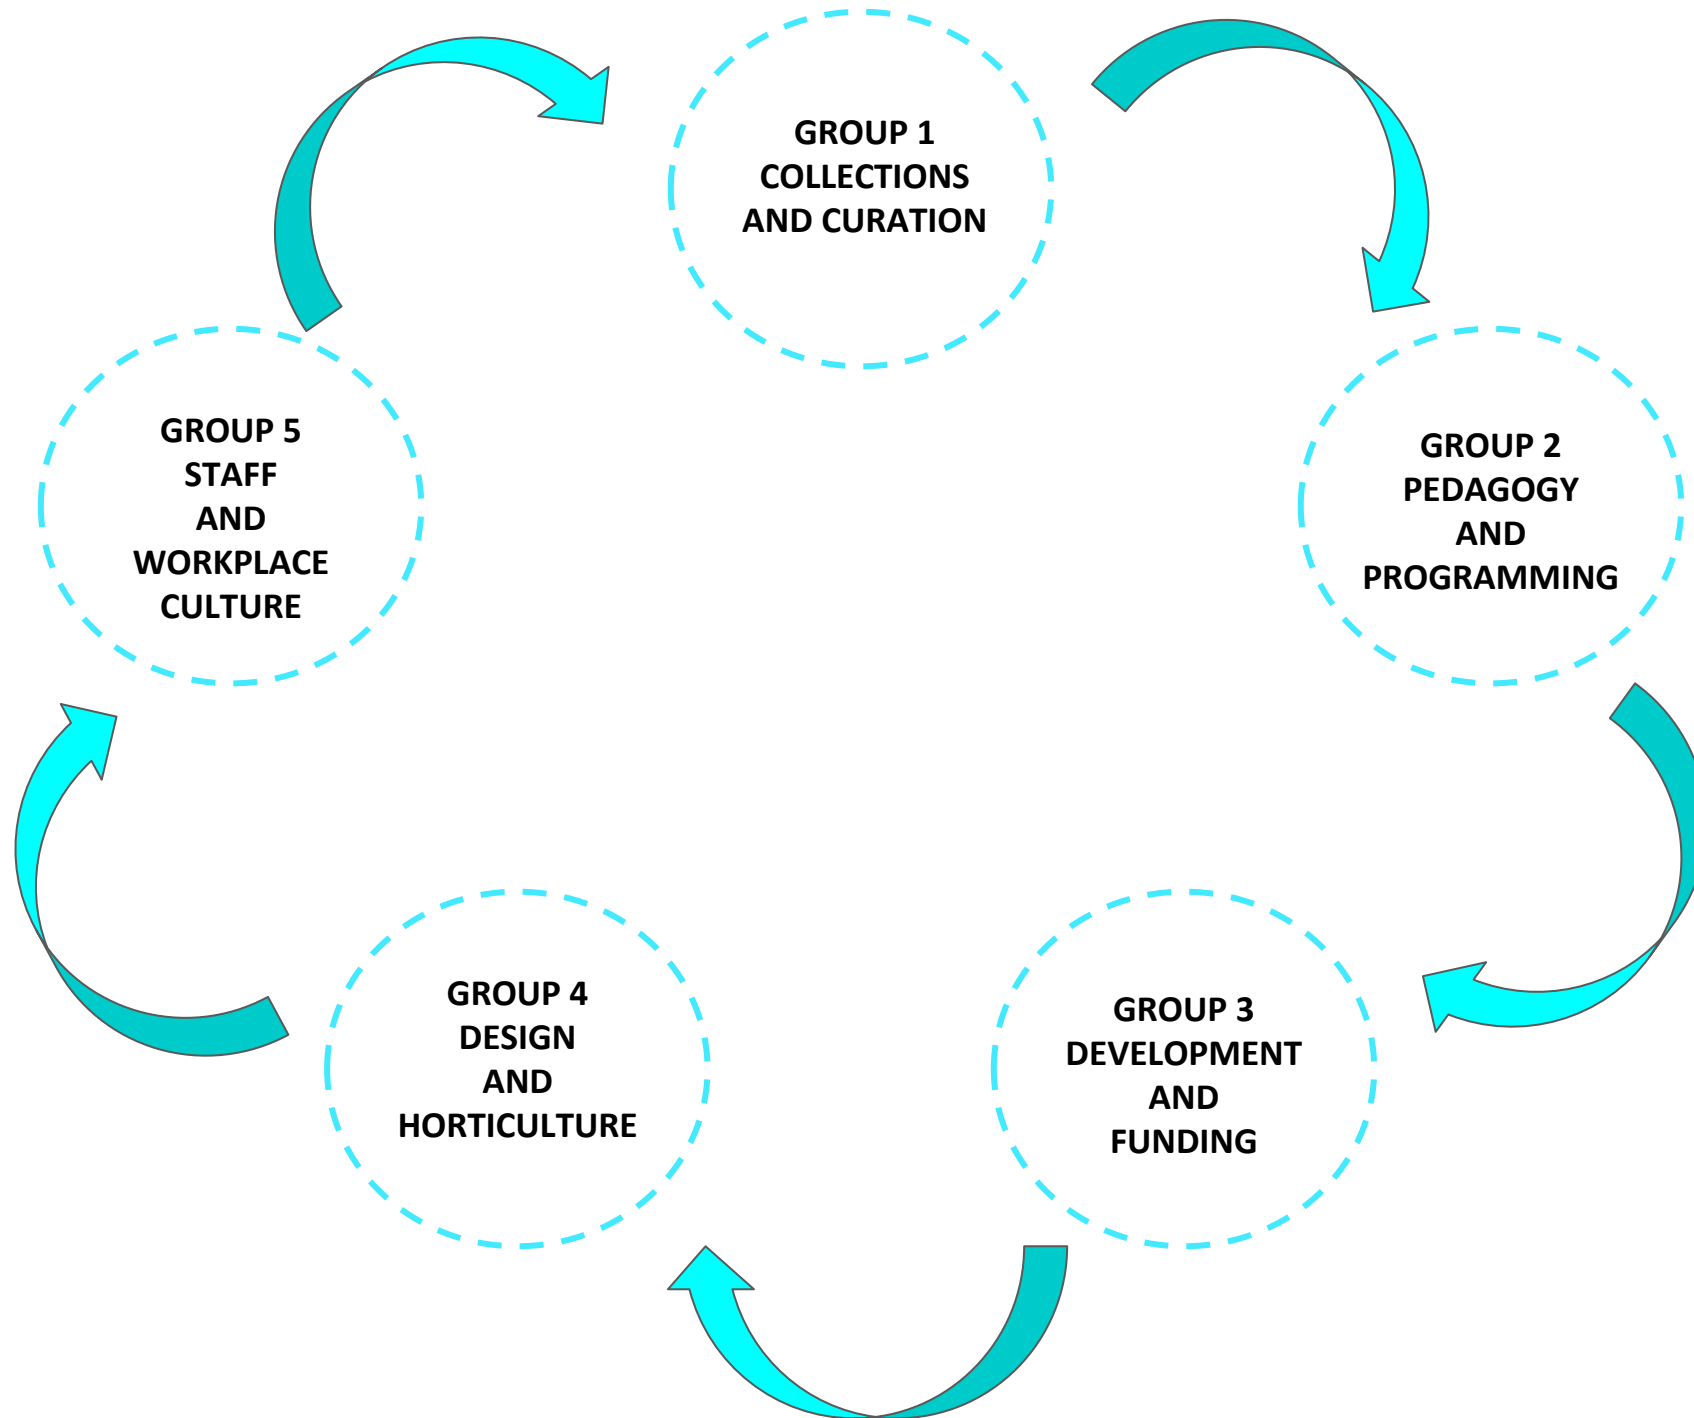 GROUP 1
COLLECTIONS
AND CURATION
GROUP 2
PEDAGOGY
AND
PROGRAMMING
GROUP 3
DEVELOPMENT
AND
FUNDING
GROUP 4
DESIGN
AND
HORTICULTURE
GROUP 5
STAFF
AND
WORKPLACE
CULTURE